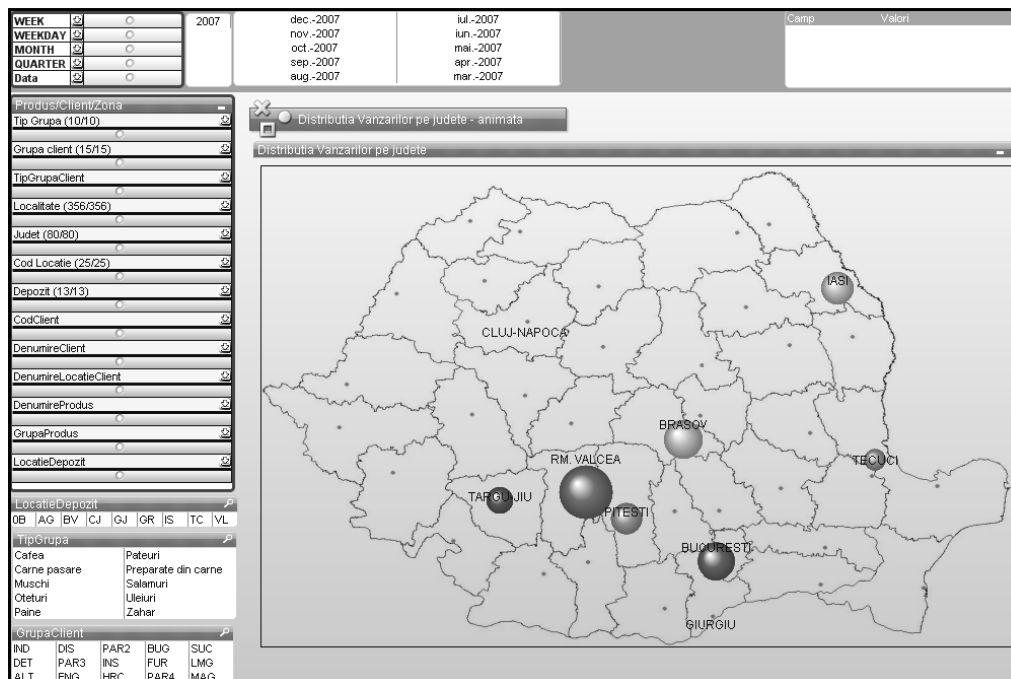 WEEK
WEEKDAY
MONTH
QUARTER
Data
2007
dec.-2007 iul.-2007
nov.-2007 iun.-2007
oct.-2007 mai.-2007
sep.-2007 apr.-2007
aug.-2007 mar.-2007
Camp Valori
Produs/Client/Zona
Tip Grupa (10/10)
Grupa client (15/15)
TipGrupaClient
Localitate (356/356)
Judet (80/80)
Cod Locatie (25/25)
Depozit (13/13)
CodClient
DenumireClient
DenumireLocatieClient
DenumireProdus
GrupaProdus
LocatieDepozit
LocatieDepozit
0B AG BV CJ GJ GR IS TC VL
TipGrupa
Cafea Pateuri
Carne pasare Preparate din carne
Muschi Salamuri
Oteturi Uleiuri
Paine Zahar
GrupaClient
IND DIS PAR2 BUG SUC
DET PAR3 INS FUR LMG
ALT ENG HRC PAR4 MAG
Distributia Vanzarilor pe judete - animata
Distributia Vanzarilor pe judete
IASI
CLUJ-NAPOCA
BRASOV
RM. VALCEA
TECUCI
TARGU-JIU
PITESTI
BUCURESTI
GIURGIU